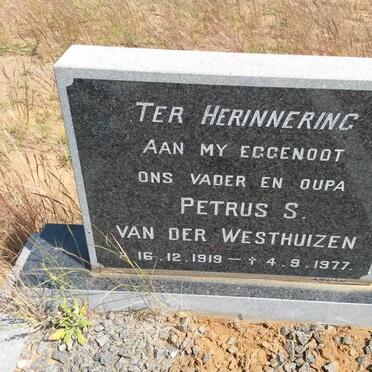 TER HERINNERING
AAN MY EGGENOOT
ONS VADER EN OUPA
PETRUS S.
VAN DER WESTHUIZEN
16.12.1919 – † 4.9.1977.